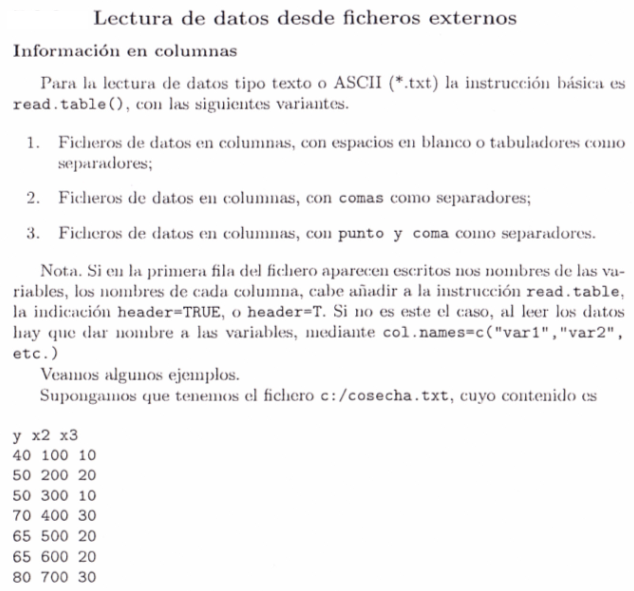 Lectura de datos desde ficheros externos
Información en columnas
Para la lectura de datos tipo texto o ASCII (*.txt) la instrucción básica es
read.table(), con las siguientes variantes.
1. Ficheros de datos en columnas, con espacios en blanco o tabuladores como
separadores;
2. Ficheros de datos en columnas, con comas como separadores;
3. Ficheros de datos en columnas, con punto y coma como separadores.
Nota. Si en la primera fila del fichero aparecen escritos nos nombres de las va-
riables, los nombres de cada columna, cabe añadir a la instrucción read.table,
la indicación header=TRUE, o header=T. Si no es este el caso, al leer los datos
hay que dar nombre a las variables, mediante col.names=c("var1","var2",
etc.)
Veamos algunos ejemplos.
Supongamos que tenemos el fichero c:/cosecha.txt, cuyo contenido es
y x2 x3
40 100 10
50 200 20
50 300 10
70 400 30
65 500 20
65 600 20
80 700 30